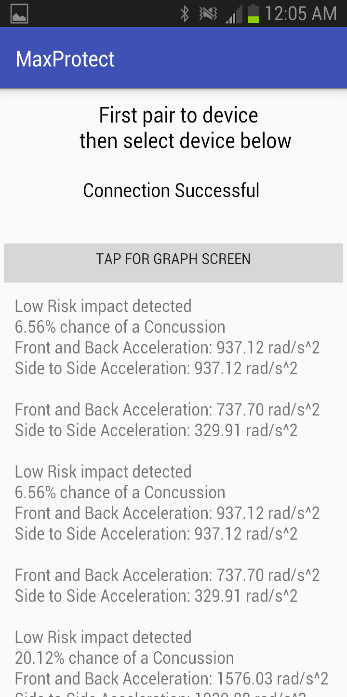 12:05 AM
MaxProtect
First pair to device
then select device below
Connection Successful
TAP FOR GRAPH SCREEN
Low Risk impact detected
6.56% chance of a Concussion
Front and Back Acceleration: 937.12 rad/s^2
Side to Side Acceleration: 937.12 rad/s^2
Front and Back Acceleration: 737.70 rad/s^2
Side to Side Acceleration: 329.91 rad/s^2
Low Risk impact detected
6.56% chance of a Concussion
Front and Back Acceleration: 937.12 rad/s^2
Side to Side Acceleration: 937.12 rad/s^2
Front and Back Acceleration: 737.70 rad/s^2
Side to Side Acceleration: 329.91 rad/s^2
Low Risk impact detected
20.12% chance of a Concussion
Front and Back Acceleration: 1576.03 rad/s^2
Side to Side Acceleration: rad/s^2